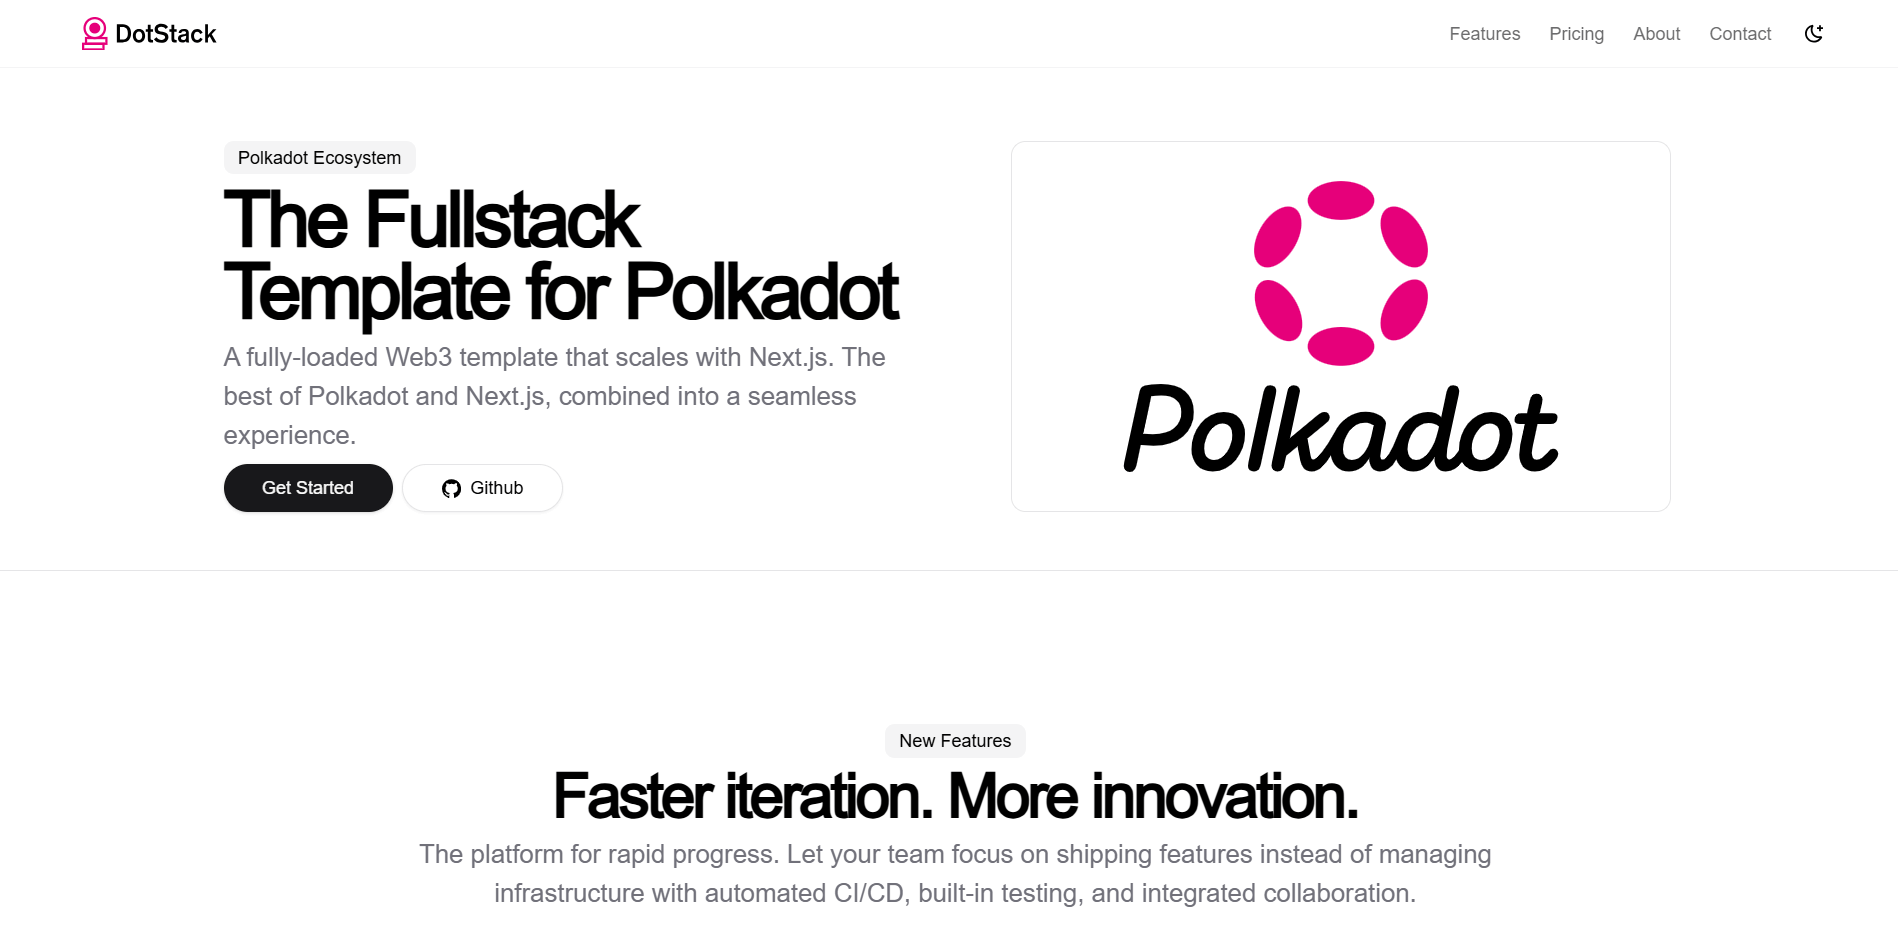 DotStack
Features
Pricing
About
Contact
Polkadot Ecosystem
The Fullstack
Template for Polkadot
A fully-loaded Web3 template that scales with Next.js. The
best of Polkadot and Next.js, combined into a seamless
experience.
Get Started
Github
Polkadot
New Features
Faster iteration. More innovation.
The platform for rapid progress. Let your team focus on shipping features instead of managing
infrastructure with automated CI/CD, built-in testing, and integrated collaboration.